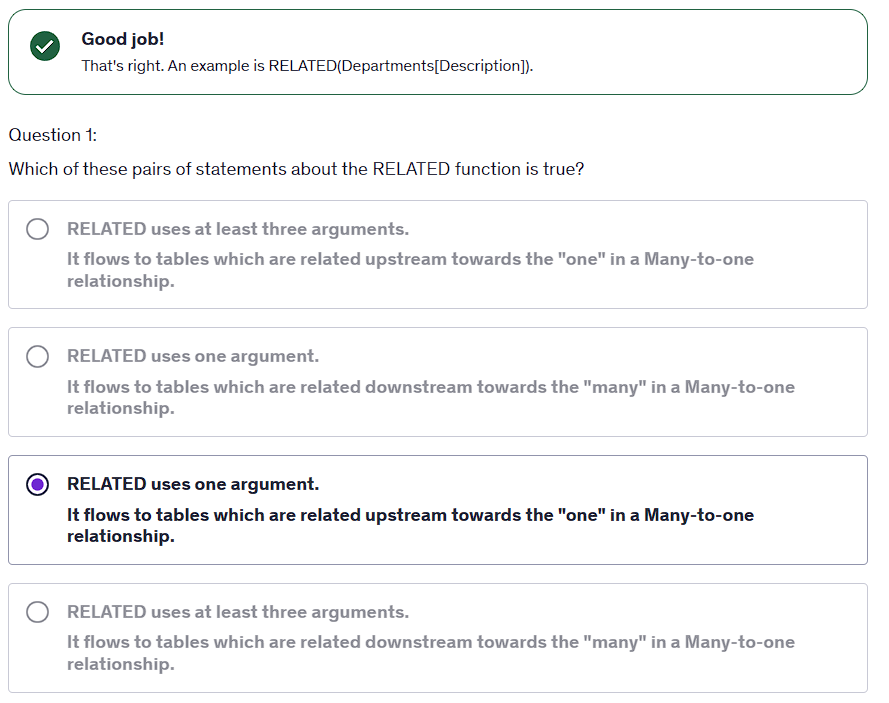 Good job!
That's right. An example is RELATED(Departments[Description]).
Question 1:
Which of these pairs of statements about the RELATED function is true?
RELATED uses at least three arguments.
It flows to tables which are related upstream towards the "one" in a Many-to-one
relationship.
RELATED uses one argument.
It flows to tables which are related downstream towards the "many" in a Many-to-one
relationship.
RELATED uses one argument.
It flows to tables which are related upstream towards the "one" in a Many-to-one
relationship.
RELATED uses at least three arguments.
It flows to tables which are related downstream towards the "many" in a Many-to-one
relationship.